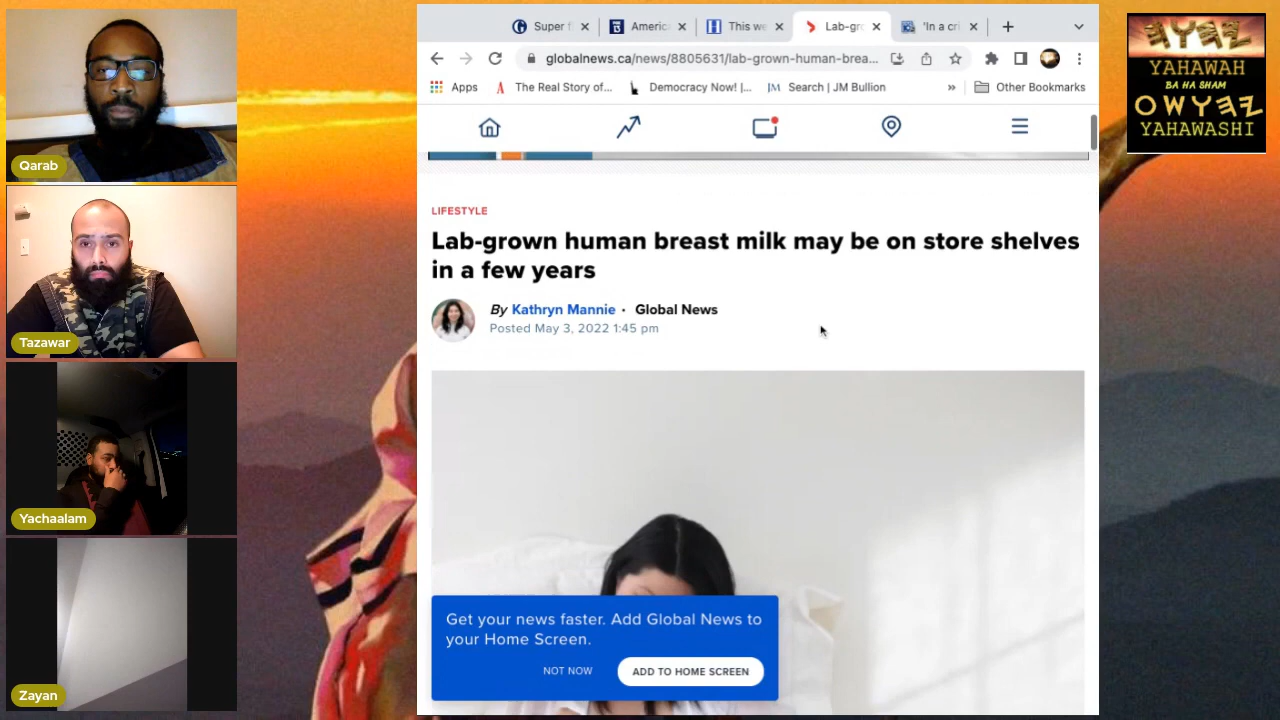 Qarab
Tazawar
Yachaalam
Zayan
Super f
Americ
This we
Lab-gro
'In a cri
globalnews.ca/news/8805631/lab-grown-human-brea...
Apps
The Real Story of...
Democracy Now! |...
JM
Search | JM Bullion
»
Other Bookmarks
LIFESTYLE
Lab-grown human breast milk may be on store shelves
in a few years
By Kathryn Mannie · Global News
Posted May 3, 2022 1:45 pm
Get your news faster. Add Global News to
your Home Screen.
NOT NOW
ADD TO HOME SCREEN
YAHAWAH
BA HA SHAM
YAHAWASHI